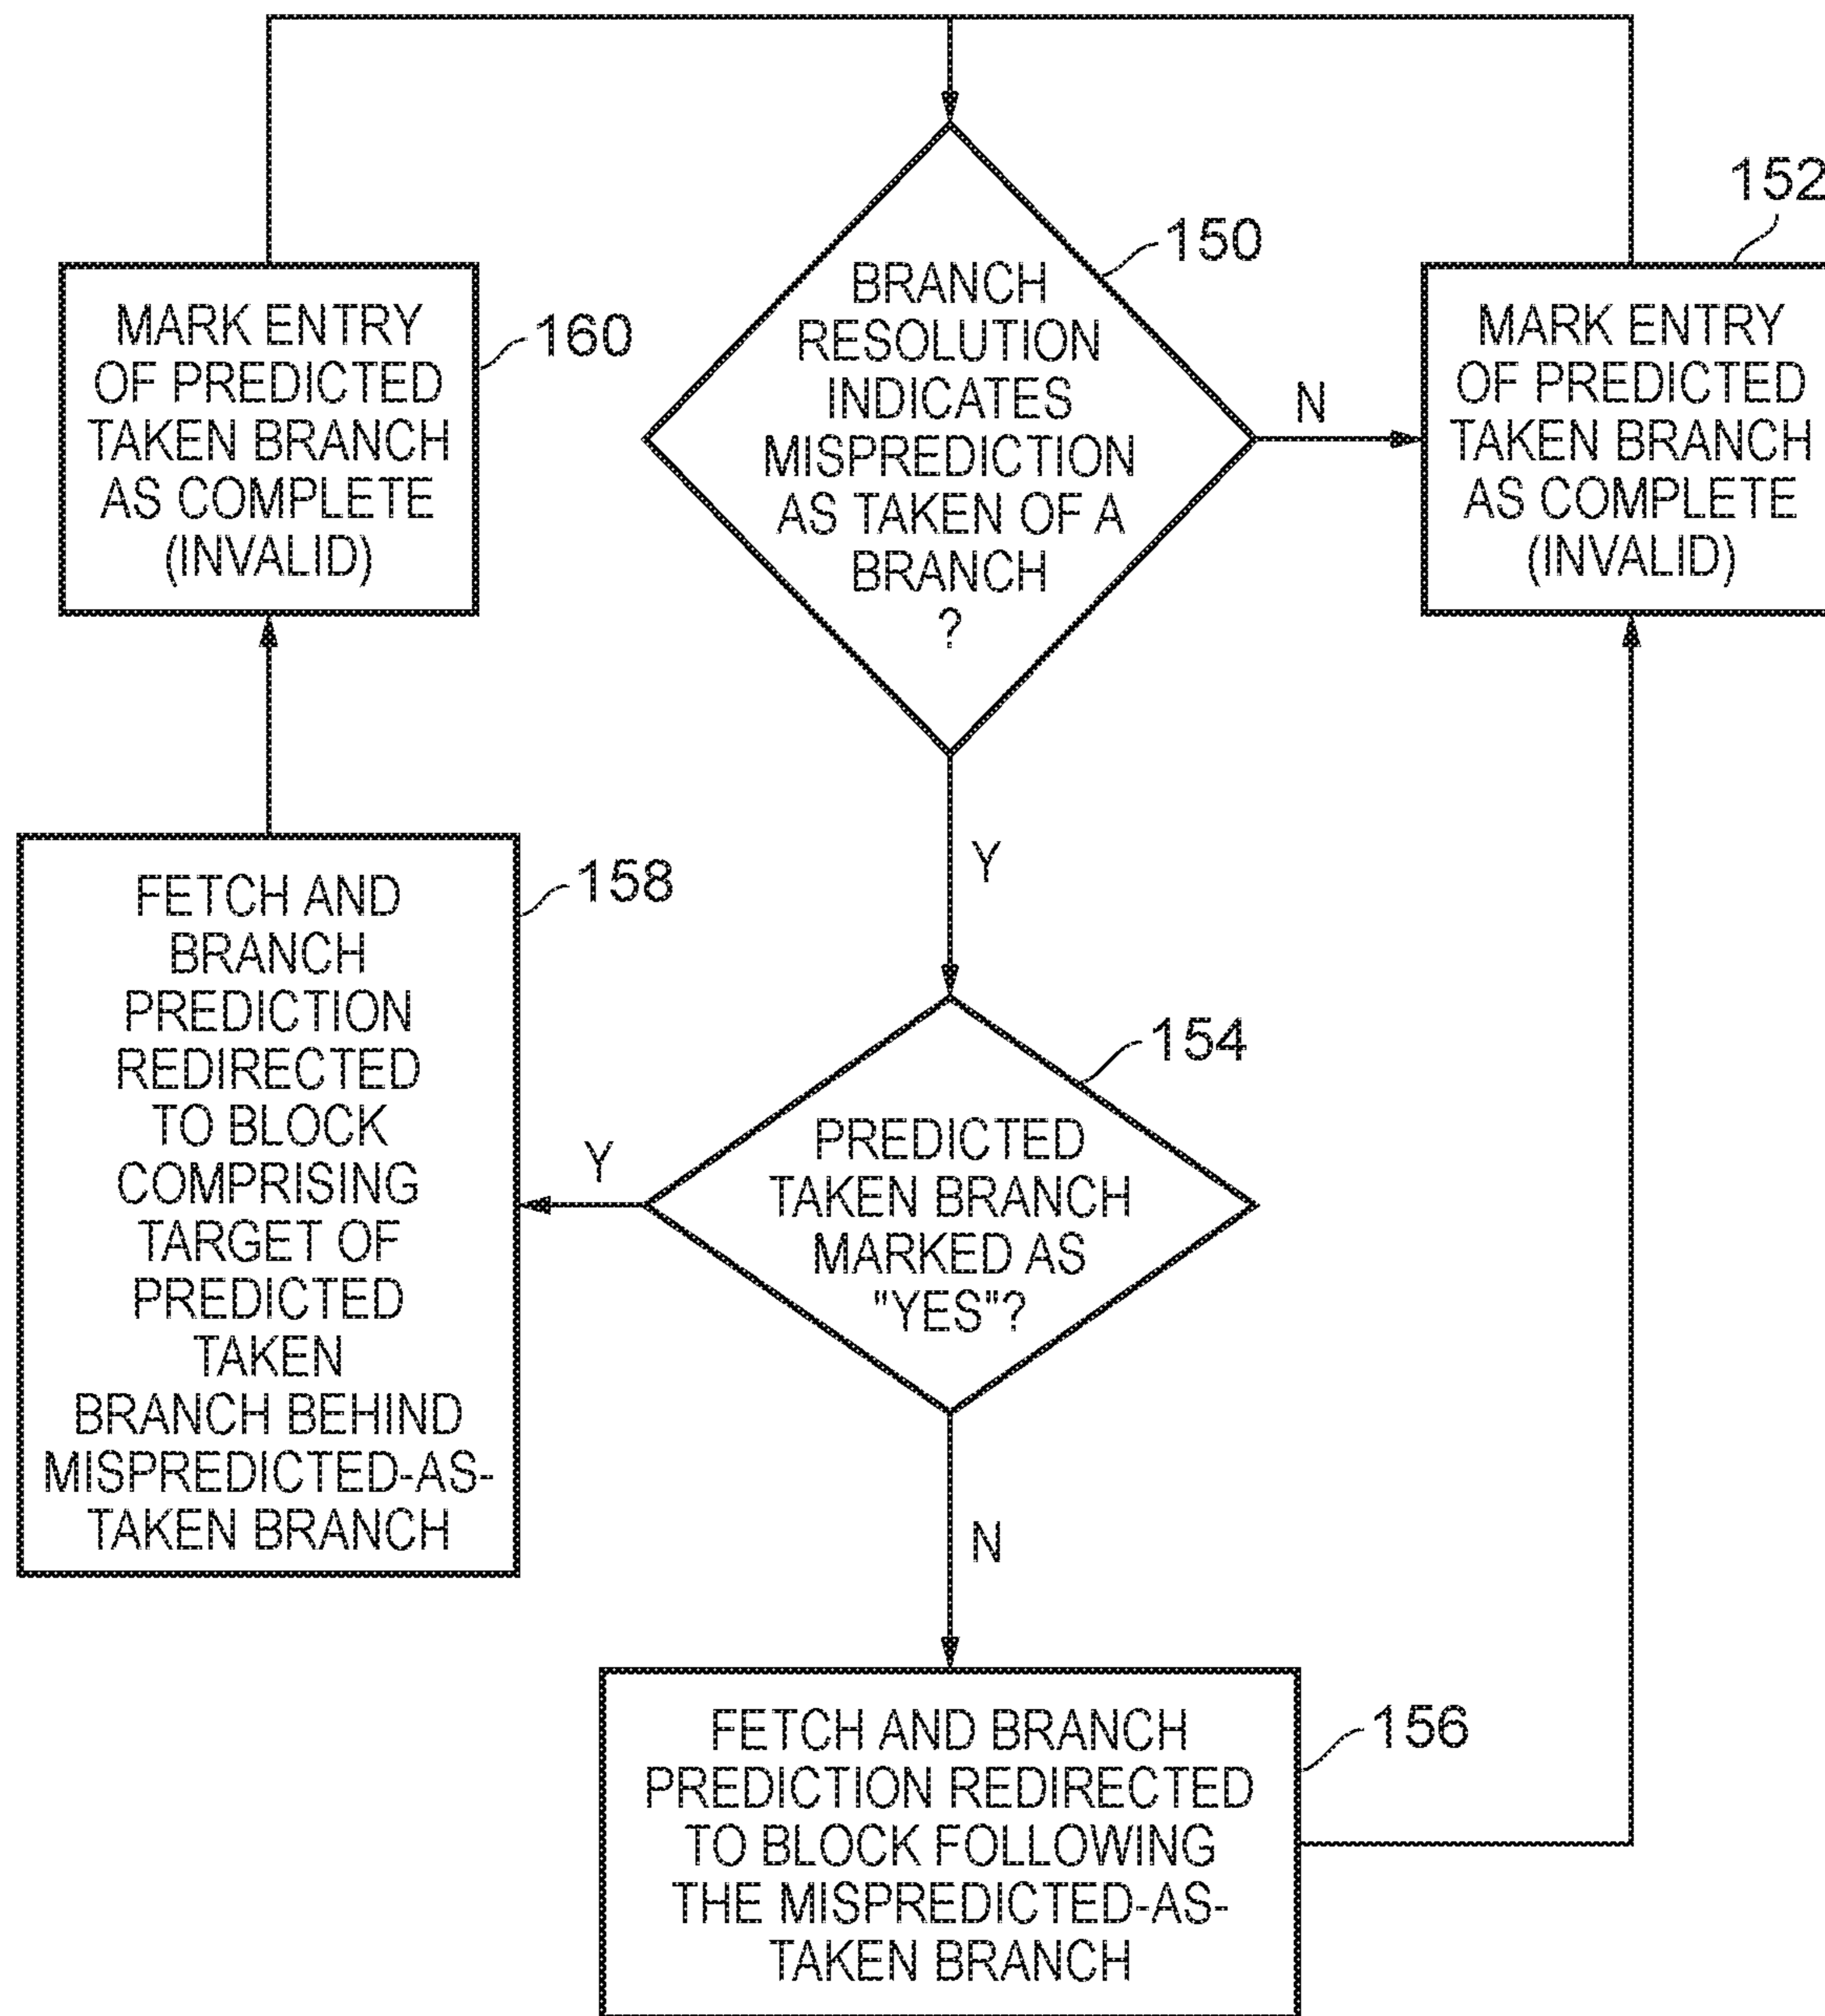 150
BRANCH
RESOLUTION
INDICATES
MISPREDICTION
AS TAKEN OF A
BRANCH
?
N
152
MARK ENTRY
OF PREDICTED
TAKEN BRANCH
AS COMPLETE
(INVALID)
Y
154
PREDICTED
TAKEN BRANCH
MARKED AS
"YES"?
Y
158
FETCH AND
BRANCH
PREDICTION
REDIRECTED
TO BLOCK
COMPRISING
TARGET OF
PREDICTED
TAKEN
BRANCH BEHIND
MISPREDICTED-AS-
TAKEN BRANCH
160
MARK ENTRY
OF PREDICTED
TAKEN BRANCH
AS COMPLETE
(INVALID)
N
156
FETCH AND BRANCH
PREDICTION REDIRECTED
TO BLOCK FOLLOWING
THE MISPREDICTED-AS-
TAKEN BRANCH